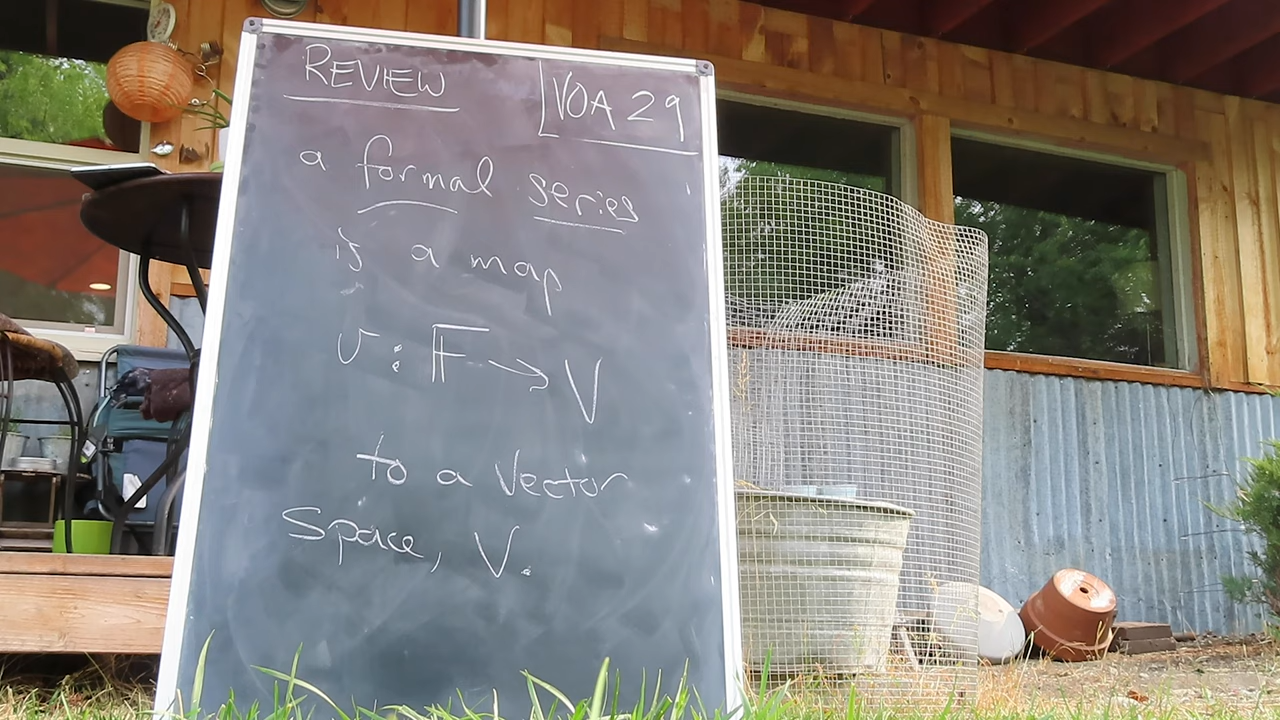 REVIEW
VOA 29
a formal series
is a map
v : F → V
to a vector
Space, V.